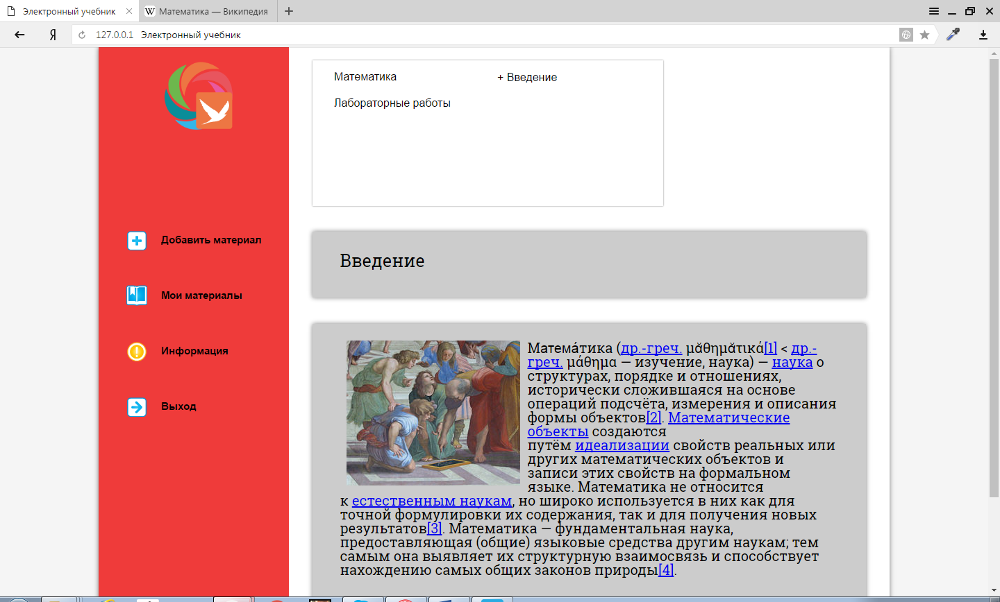 Электронный учебник
Математика — Википедия
Я
127.0.0.1 Электронный учебник
Математика
+ Введение
Лабораторные работы
Добавить материал
Мои материалы
Информация
Выход
Введение
Матема́тика (др.-греч. μᾰθημᾰτικά[1] < др.-
греч. μάθημα — изучение, наука) — наука о
структурах, порядке и отношениях,
исторически сложившаяся на основе
операций подсчёта, измерения и описания
формы объектов[2]. Математические
объекты создаются
путём идеализации свойств реальных или
других математических объектов и
записи этих свойств на формальном
языке. Математика не относится
к естественным наукам, но широко используется в них как для
точной формулировки их содержания, так и для получения новых
результатов[3]. Математика — фундаментальная наука,
предоставляющая (общие) языковые средства другим наукам; тем
самым она выявляет их структурную взаимосвязь и способствует
нахождению самых общих законов природы[4].